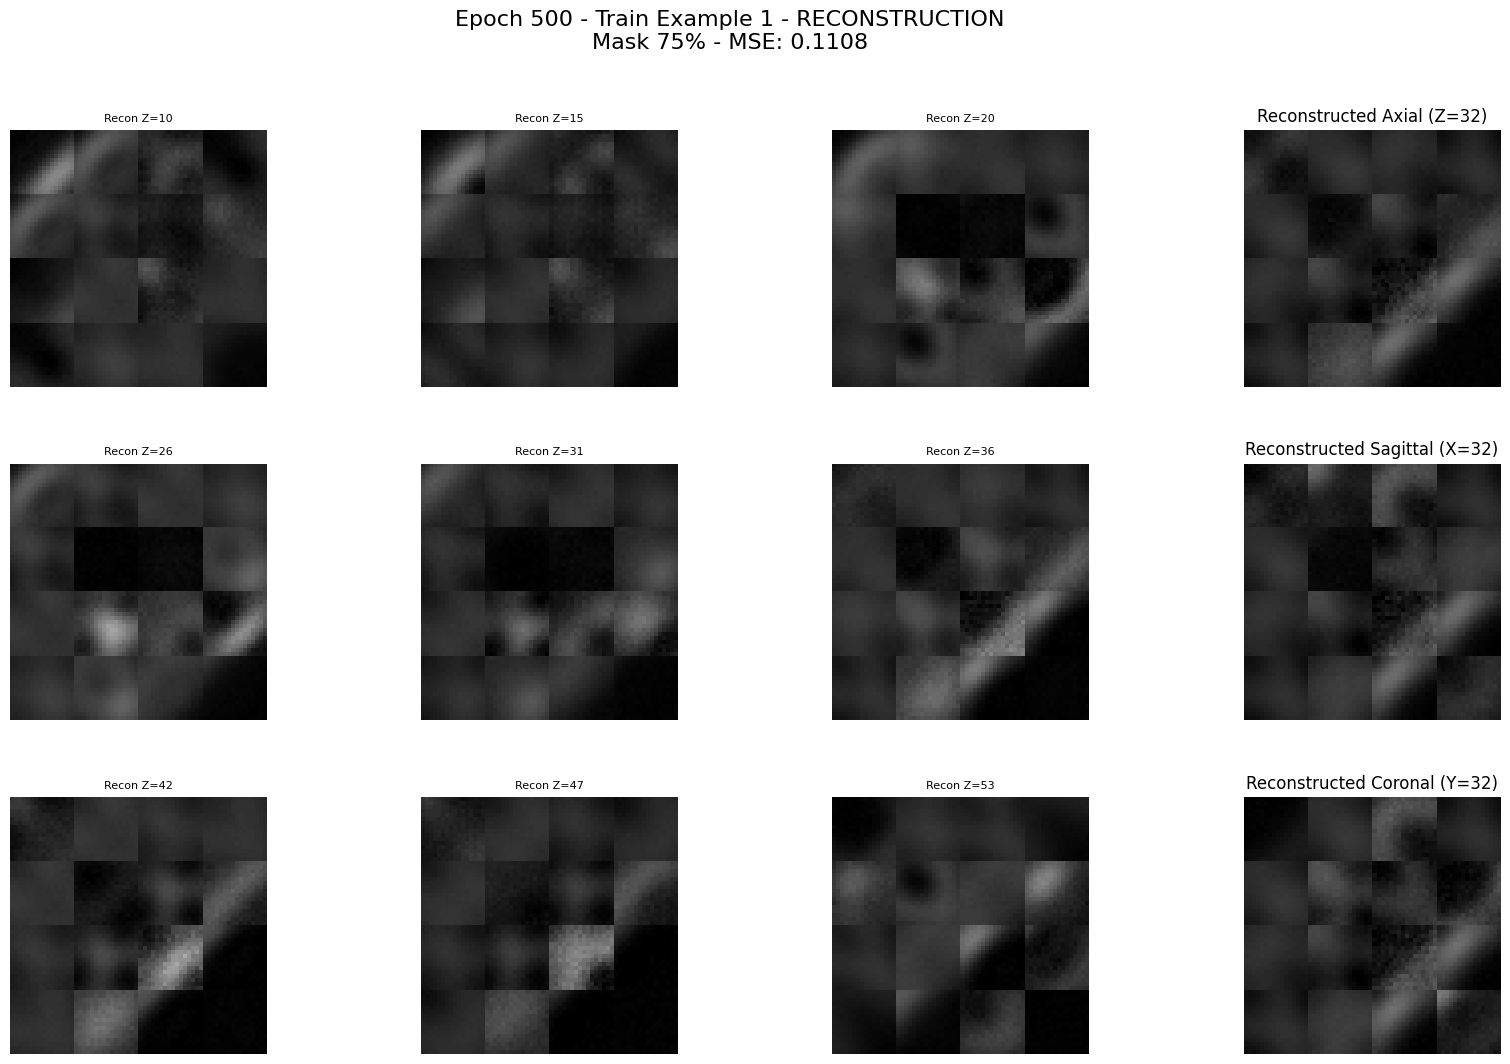 Epoch 500 - Train Example 1 - RECONSTRUCTION
Mask 75% - MSE: 0.1108
Recon Z=10
Recon Z=15
Recon Z=20
Reconstructed Axial (Z=32)
Recon Z=26
Recon Z=31
Recon Z=36
Reconstructed Sagittal (X=32)
Recon Z=42
Recon Z=47
Recon Z=53
Reconstructed Coronal (Y=32)